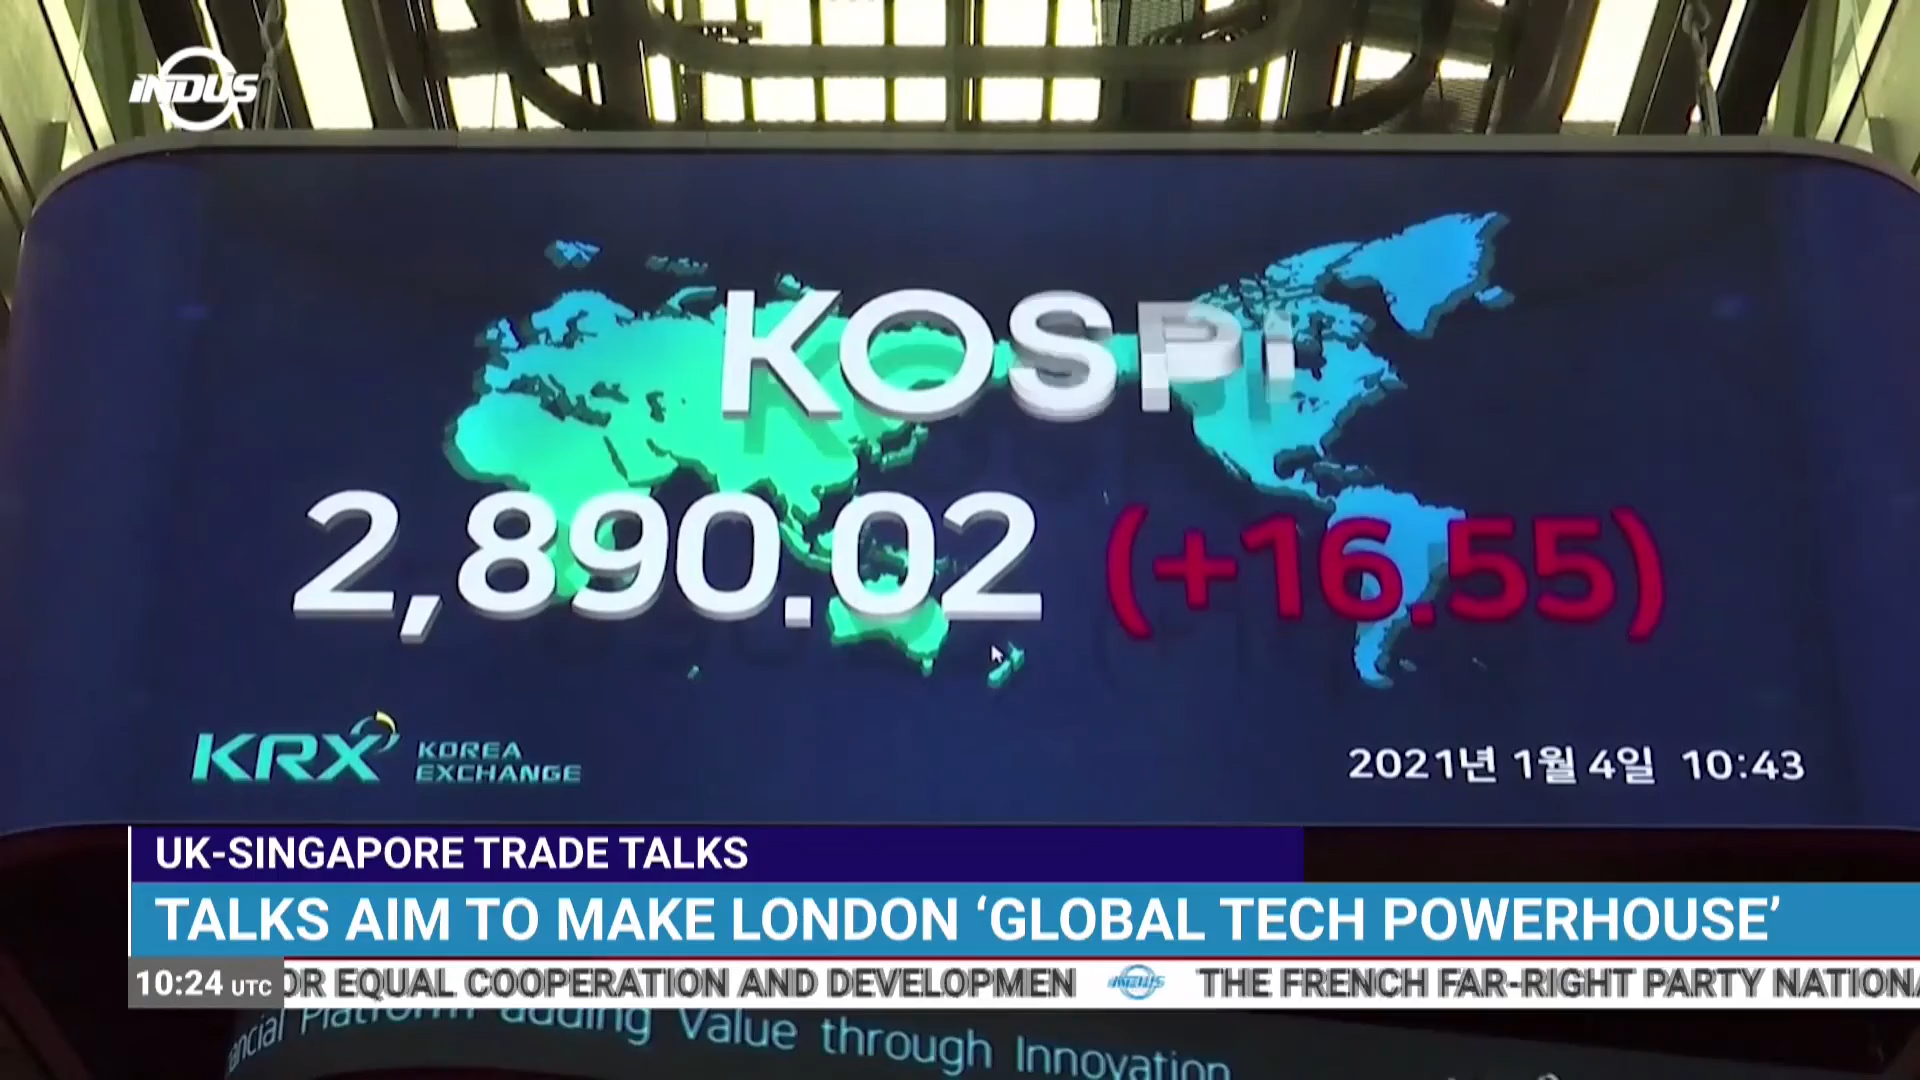 INDUS
KOSPI
2,890.02 (+16.55)
KRX KOREA
EXCHANGE
2021년 1월 4일 10:43
UK-SINGAPORE TRADE TALKS
TALKS AIM TO MAKE LONDON ‘GLOBAL TECH POWERHOUSE’
10:24 UTC OR EQUAL COOPERATION AND DEVELOPMEN INDUS THE FRENCH FAR-RIGHT PARTY NATIONA
ncial Platform adding Value through Innovation